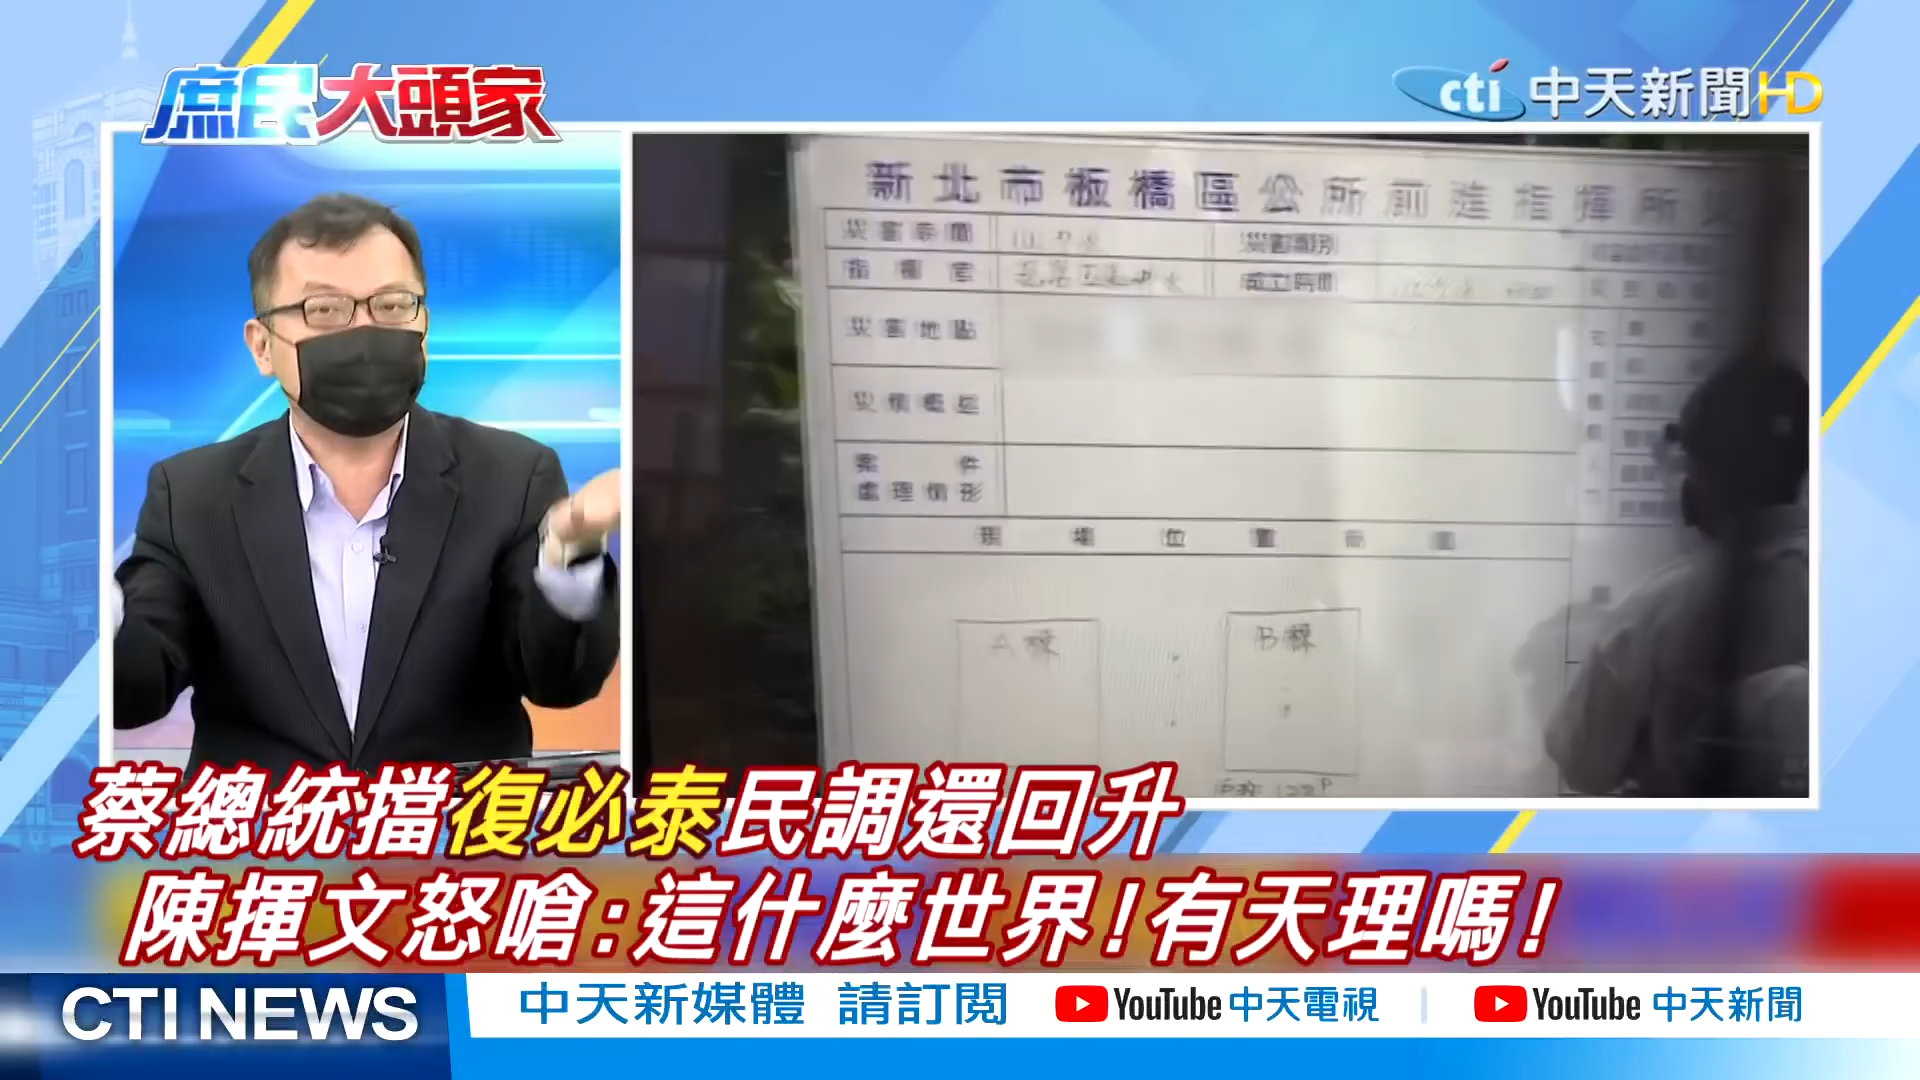 庶民大頭家
cti 中天新聞HD
新北市板橋區公所前進指揮所
災害時間
災害類別
指揮官
成立時間
災害地點
災情概述
案件
處理情形
現場位置
A棟
B棟
蔡總統擋復必泰民調還回升
陳揮文怒嗆:這什麼世界!有天理嗎!
CTI NEWS
中天新媒體 請訂閱
YouTube 中天電視
YouTube 中天新聞